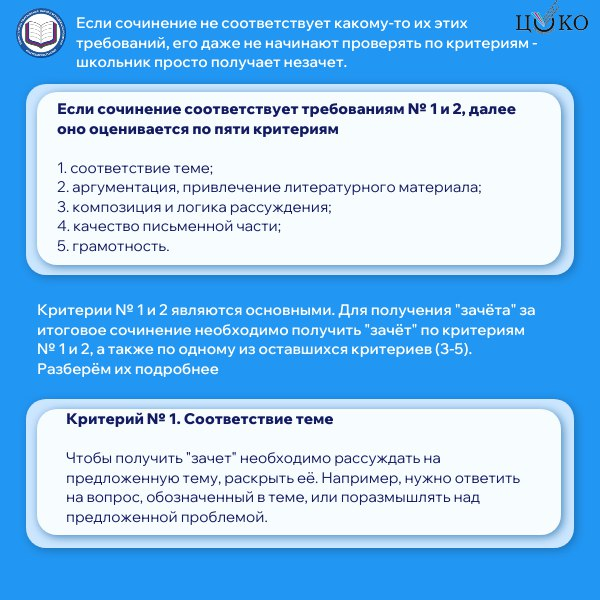 Если сочинение не соответствует какому-то их этих
требований, его даже не начинают проверять по критериям -
школьник просто получает незачет.
ЦОКО
Если сочинение соответствует требованиям № 1 и 2, далее
оно оценивается по пяти критериям
1. соответствие теме;
2. аргументация, привлечение литературного материала;
3. композиция и логика рассуждения;
4. качество письменной части;
5. грамотность.
Критерии № 1 и 2 являются основными. Для получения "зачёта" за
итоговое сочинение необходимо получить "зачёт" по критериям
№ 1 и 2, а также по одному из оставшихся критериев (3-5).
Разберём их подробнее
Критерий № 1. Соответствие теме
Чтобы получить "зачет" необходимо рассуждать на
предложенную тему, раскрыть её. Например, нужно ответить
на вопрос, обозначенный в теме, или поразмышлять над
предложенной проблемой.